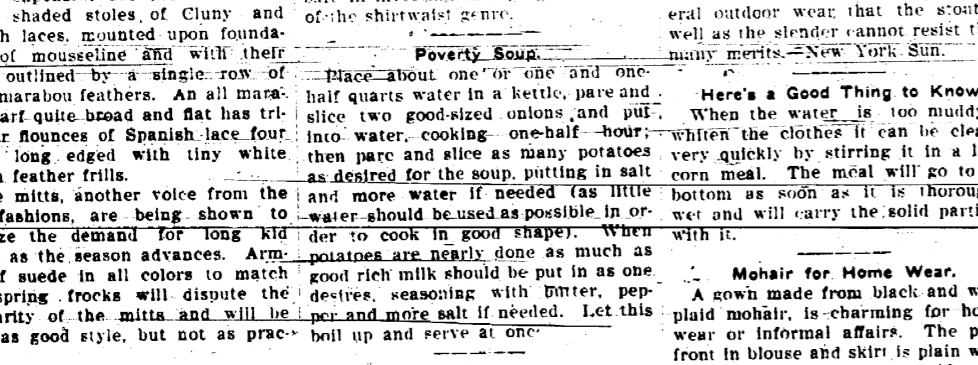 shaded stoles of Cluny and
h laces, mounted upon founda-
of mousseline and with their
outlined by a single row of
marabou feathers. An all mara-
arf quite broad and flat has tri-
r flounces of Spanish lace four
long edged with tiny white
feather frills.
e mitts, another voice from the
fashions, are being shown to
ze the demand for long kid
as the season advances. Arm-
f suede in all colors to match
spring frocks will dispute the
arity of the mitts and will be
as good style, but not as prac-
of the shirtwaist genre.
Poverty Soup.
Place about one or one and one-
half quarts water in a kettle, pare and
slice two good-sized onions and put
into water, cooking one-half hour;
then pare and slice as many potatoes
as desired for the soup, putting in salt
and more water if needed (as little
water should be used as possible in or-
der to cook in good shape). When
potatoes are nearly done as much as
good rich milk should be put in as one
desires, seasoning with butter, pep-
per and more salt if needed. Let this
boil up and serve at one
eral outdoor wear, that the stout
well as the slender cannot resist t
many merits.—New York Sun.
Here's a Good Thing to Know
When the water is too muddy
whiten the clothes it can be clea
very quickly by stirring it in a l
corn meal. The meal will go to
bottom as soon as it is thoroug
wet and will carry the solid parti
with it.
Mohair for Home Wear.
A gown made from black and w
plaid mohair, is charming for ho
wear or informal affairs. The p
front in blouse and skirt is plain w